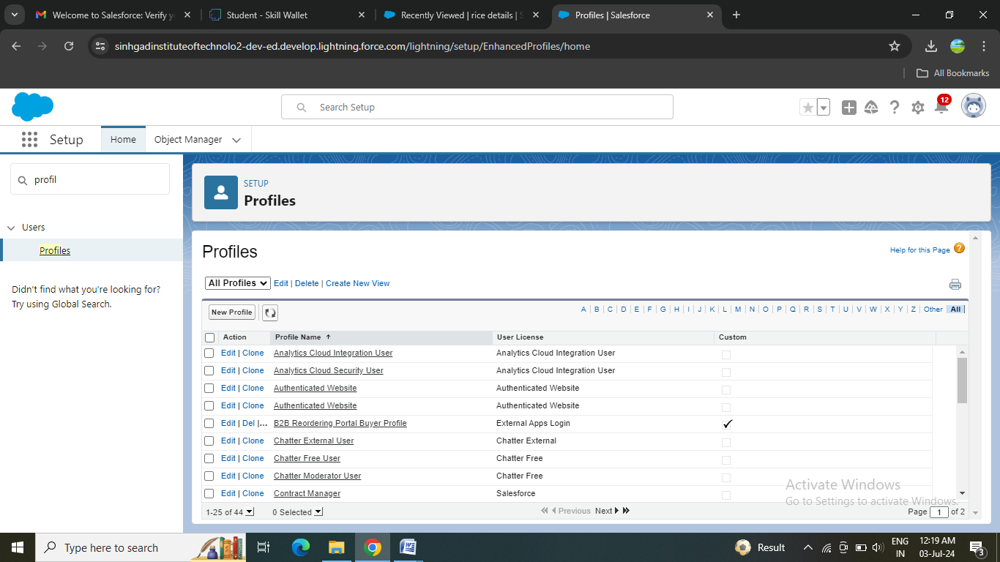 Welcome to Salesforce: Verify y
Student - Skill Wallet
Recently Viewed | rice details | S
Profiles | Salesforce
sinhgadinstituteoftechnolo2-dev-ed.develop.lightning.force.com/lightning/setup/EnhancedProfiles/home
All Bookmarks
Search Setup
12
Setup
Home
Object Manager
profil
Users
Profiles
Didn't find what you're looking for?
Try using Global Search.
SETUP
Profiles
Profiles
Help for this Page
All Profiles Edit | Delete | Create New View
New Profile
A | B | C | D | E | F | G | H | I | J | K | L | M | N | O | P | Q | R | S | T | U | V | W | X | Y | Z | Other | All
Action Profile Name ↑ User License Custom
Edit | Clone Analytics Cloud Integration User Analytics Cloud Integration User
Edit | Clone Analytics Cloud Security User Analytics Cloud Integration User
Edit | Clone Authenticated Website Authenticated Website
Edit | Clone Authenticated Website Authenticated Website
Edit | Del |... B2B Reordering Portal Buyer Profile External Apps Login ✓
Edit | Clone Chatter External User Chatter External
Edit | Clone Chatter Free User Chatter Free
Edit | Clone Chatter Moderator User Chatter Free
Edit | Clone Contract Manager Salesforce
1-25 of 44 0 Selected Previous Next Page 1 of 2
Activate Windows
Go to Settings to activate Windows.
Type here to search
Result
ENG
IN
12:19 AM
03-Jul-24
3